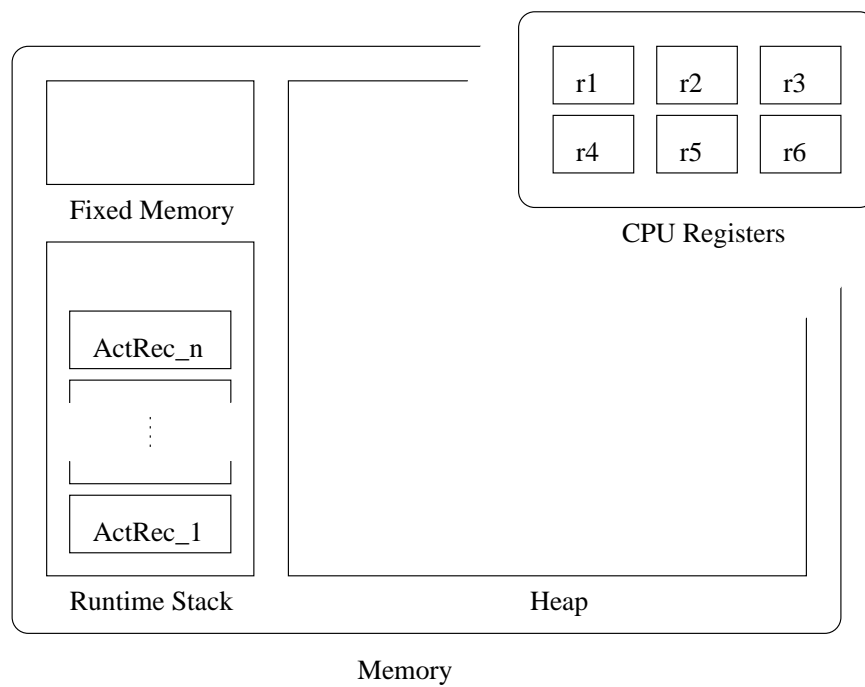 r1 r2 r3
r4 r5 r6
CPU Registers
Fixed Memory
ActRec_n
ActRec_1
Runtime Stack
Heap
Memory